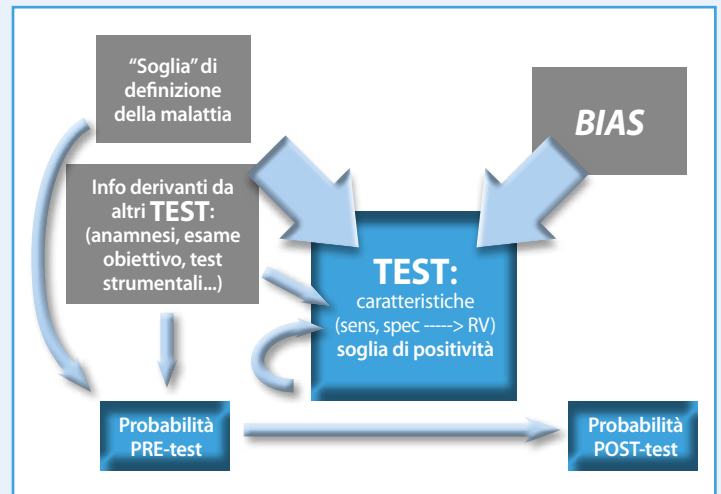 “Soglia” di
definizione
della malattia
BIAS
Info derivanti da
altri TEST:
(anamnesi, esame
obiettivo, test
strumentali...)
TEST:
caratteristiche
(sens, spec -----> RV)
soglia di positività
Probabilità
PRE-test
Probabilità
POST-test